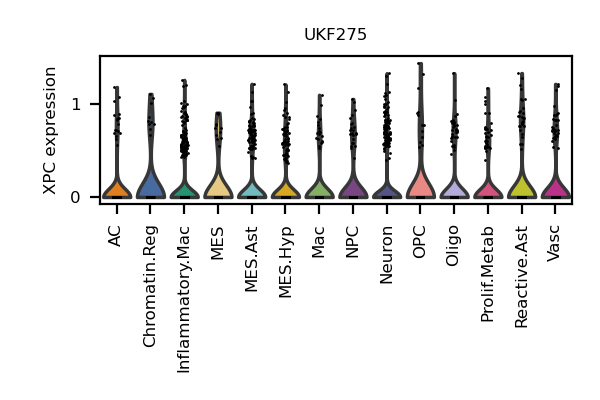 UKF275
XPC expression
1
0
AC
Chromatin.Reg
Inflammatory.Mac
MES
MES.Ast
MES.Hyp
Mac
NPC
Neuron
OPC
Oligo
Prolif.Metab
Reactive.Ast
Vasc